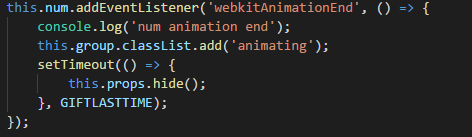 this.num.addEventListener('webkitAnimationEnd', () => {
    console.log('num animation end');
    this.group.classList.add('animating');
    setTimeout(() => {
        this.props.hide();
    }, GIFTLASTTIME);
});